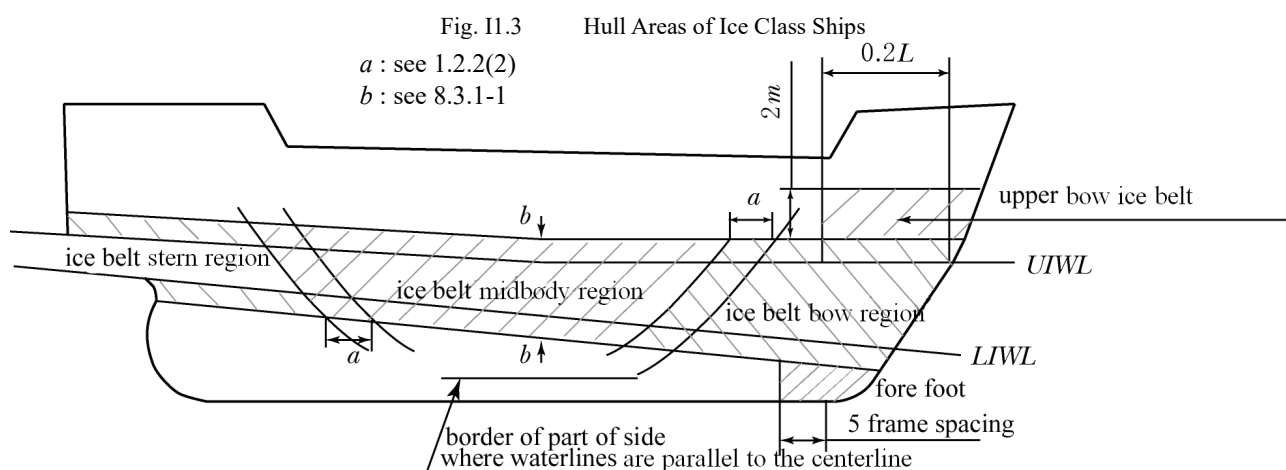 Fig. I1.3 Hull Areas of Ice Class Ships
a : see 1.2.2(2)
b : see 8.3.1-1
0.2L
2m
upper bow ice belt
a
b
UIWL
ice belt stern region
ice belt midbody region
ice belt bow region
a
b
LIWL
fore foot
5 frame spacing
border of part of side
where waterlines are parallel to the centerline